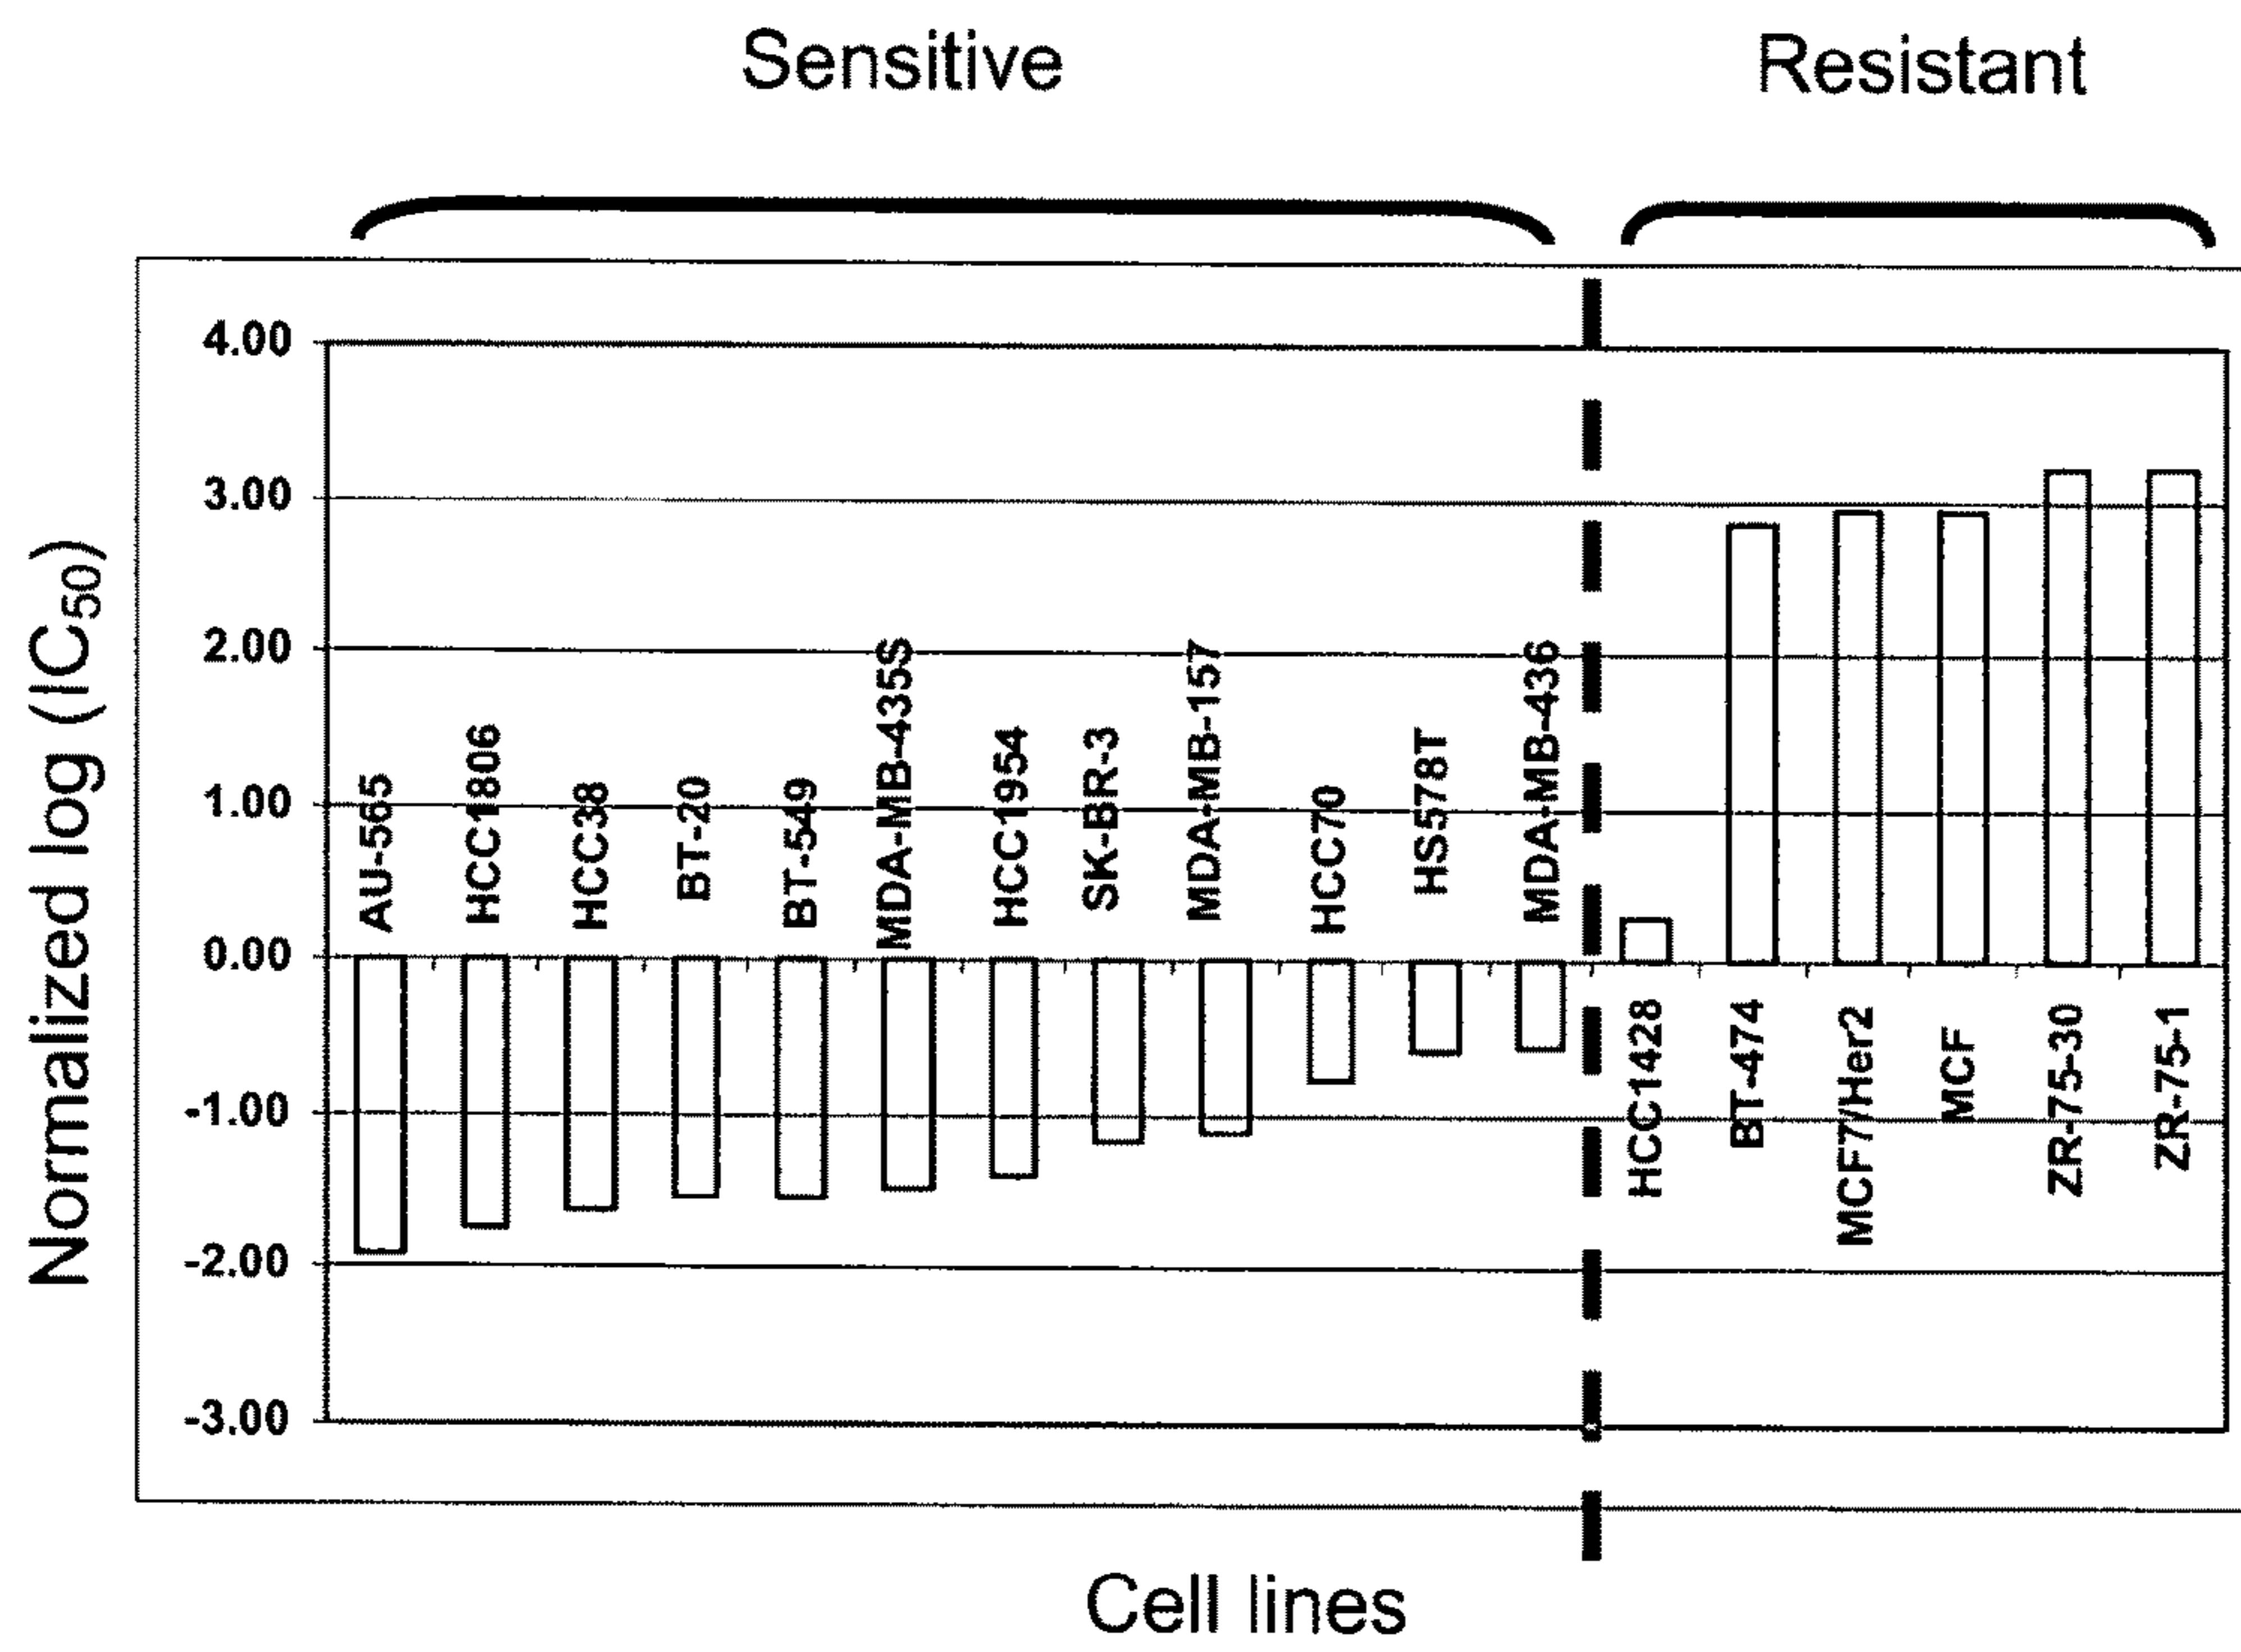 Sensitive
Resistant
Normalized log (IC50)
4.00
3.00
2.00
1.00
0.00
-1.00
-2.00
-3.00
AU-565
HCC1806
HCC38
BT-20
BT-549
MDA-MB-435S
HCC1954
SK-BR-3
MDA-MB-157
HCC70
HS578T
MDA-MB-436
HCC1428
BT-474
MCF7/Her2
MCF
ZR-75-30
ZR-75-1
Cell lines